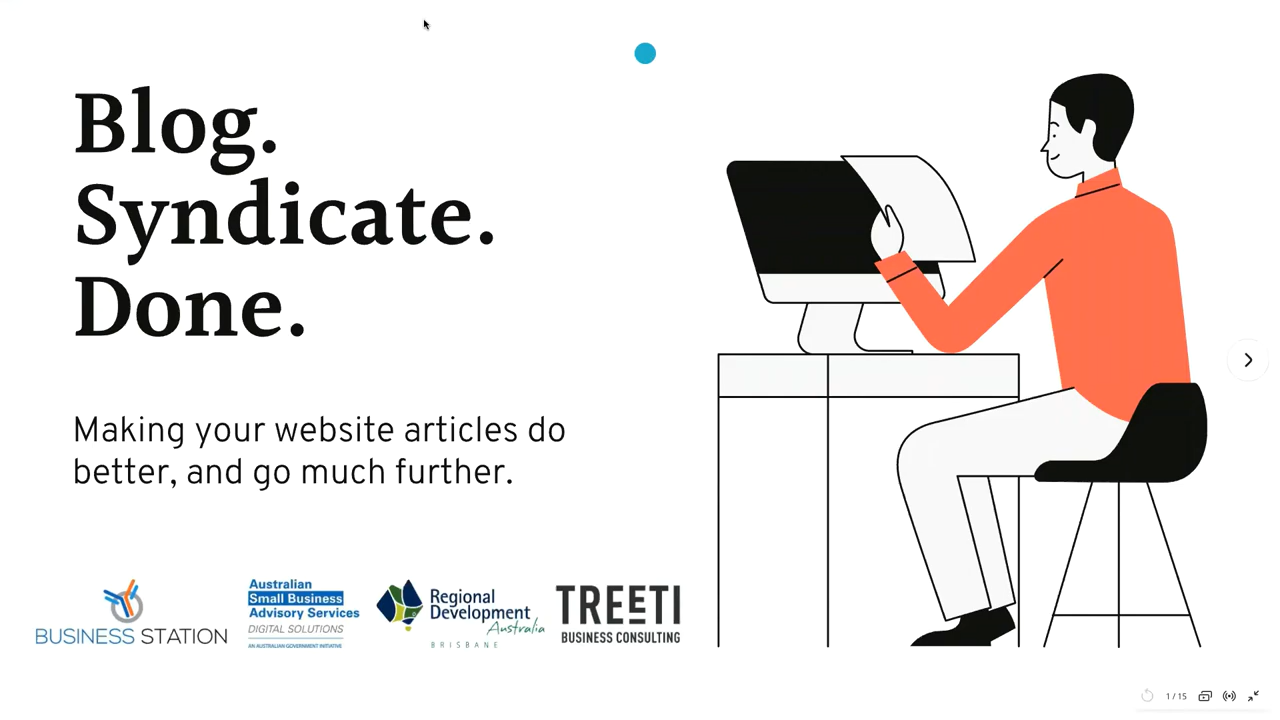 Blog.
Syndicate.
Done.
Making your website articles do
better, and go much further.
BUSINESS STATION
Australian
Small Business
Advisory Services
DIGITAL SOLUTIONS
AN AUSTRALIAN GOVERNMENT INITIATIVE
Regional
Development
Australia
BRISBANE
TREETI
BUSINESS CONSULTING
1 / 15